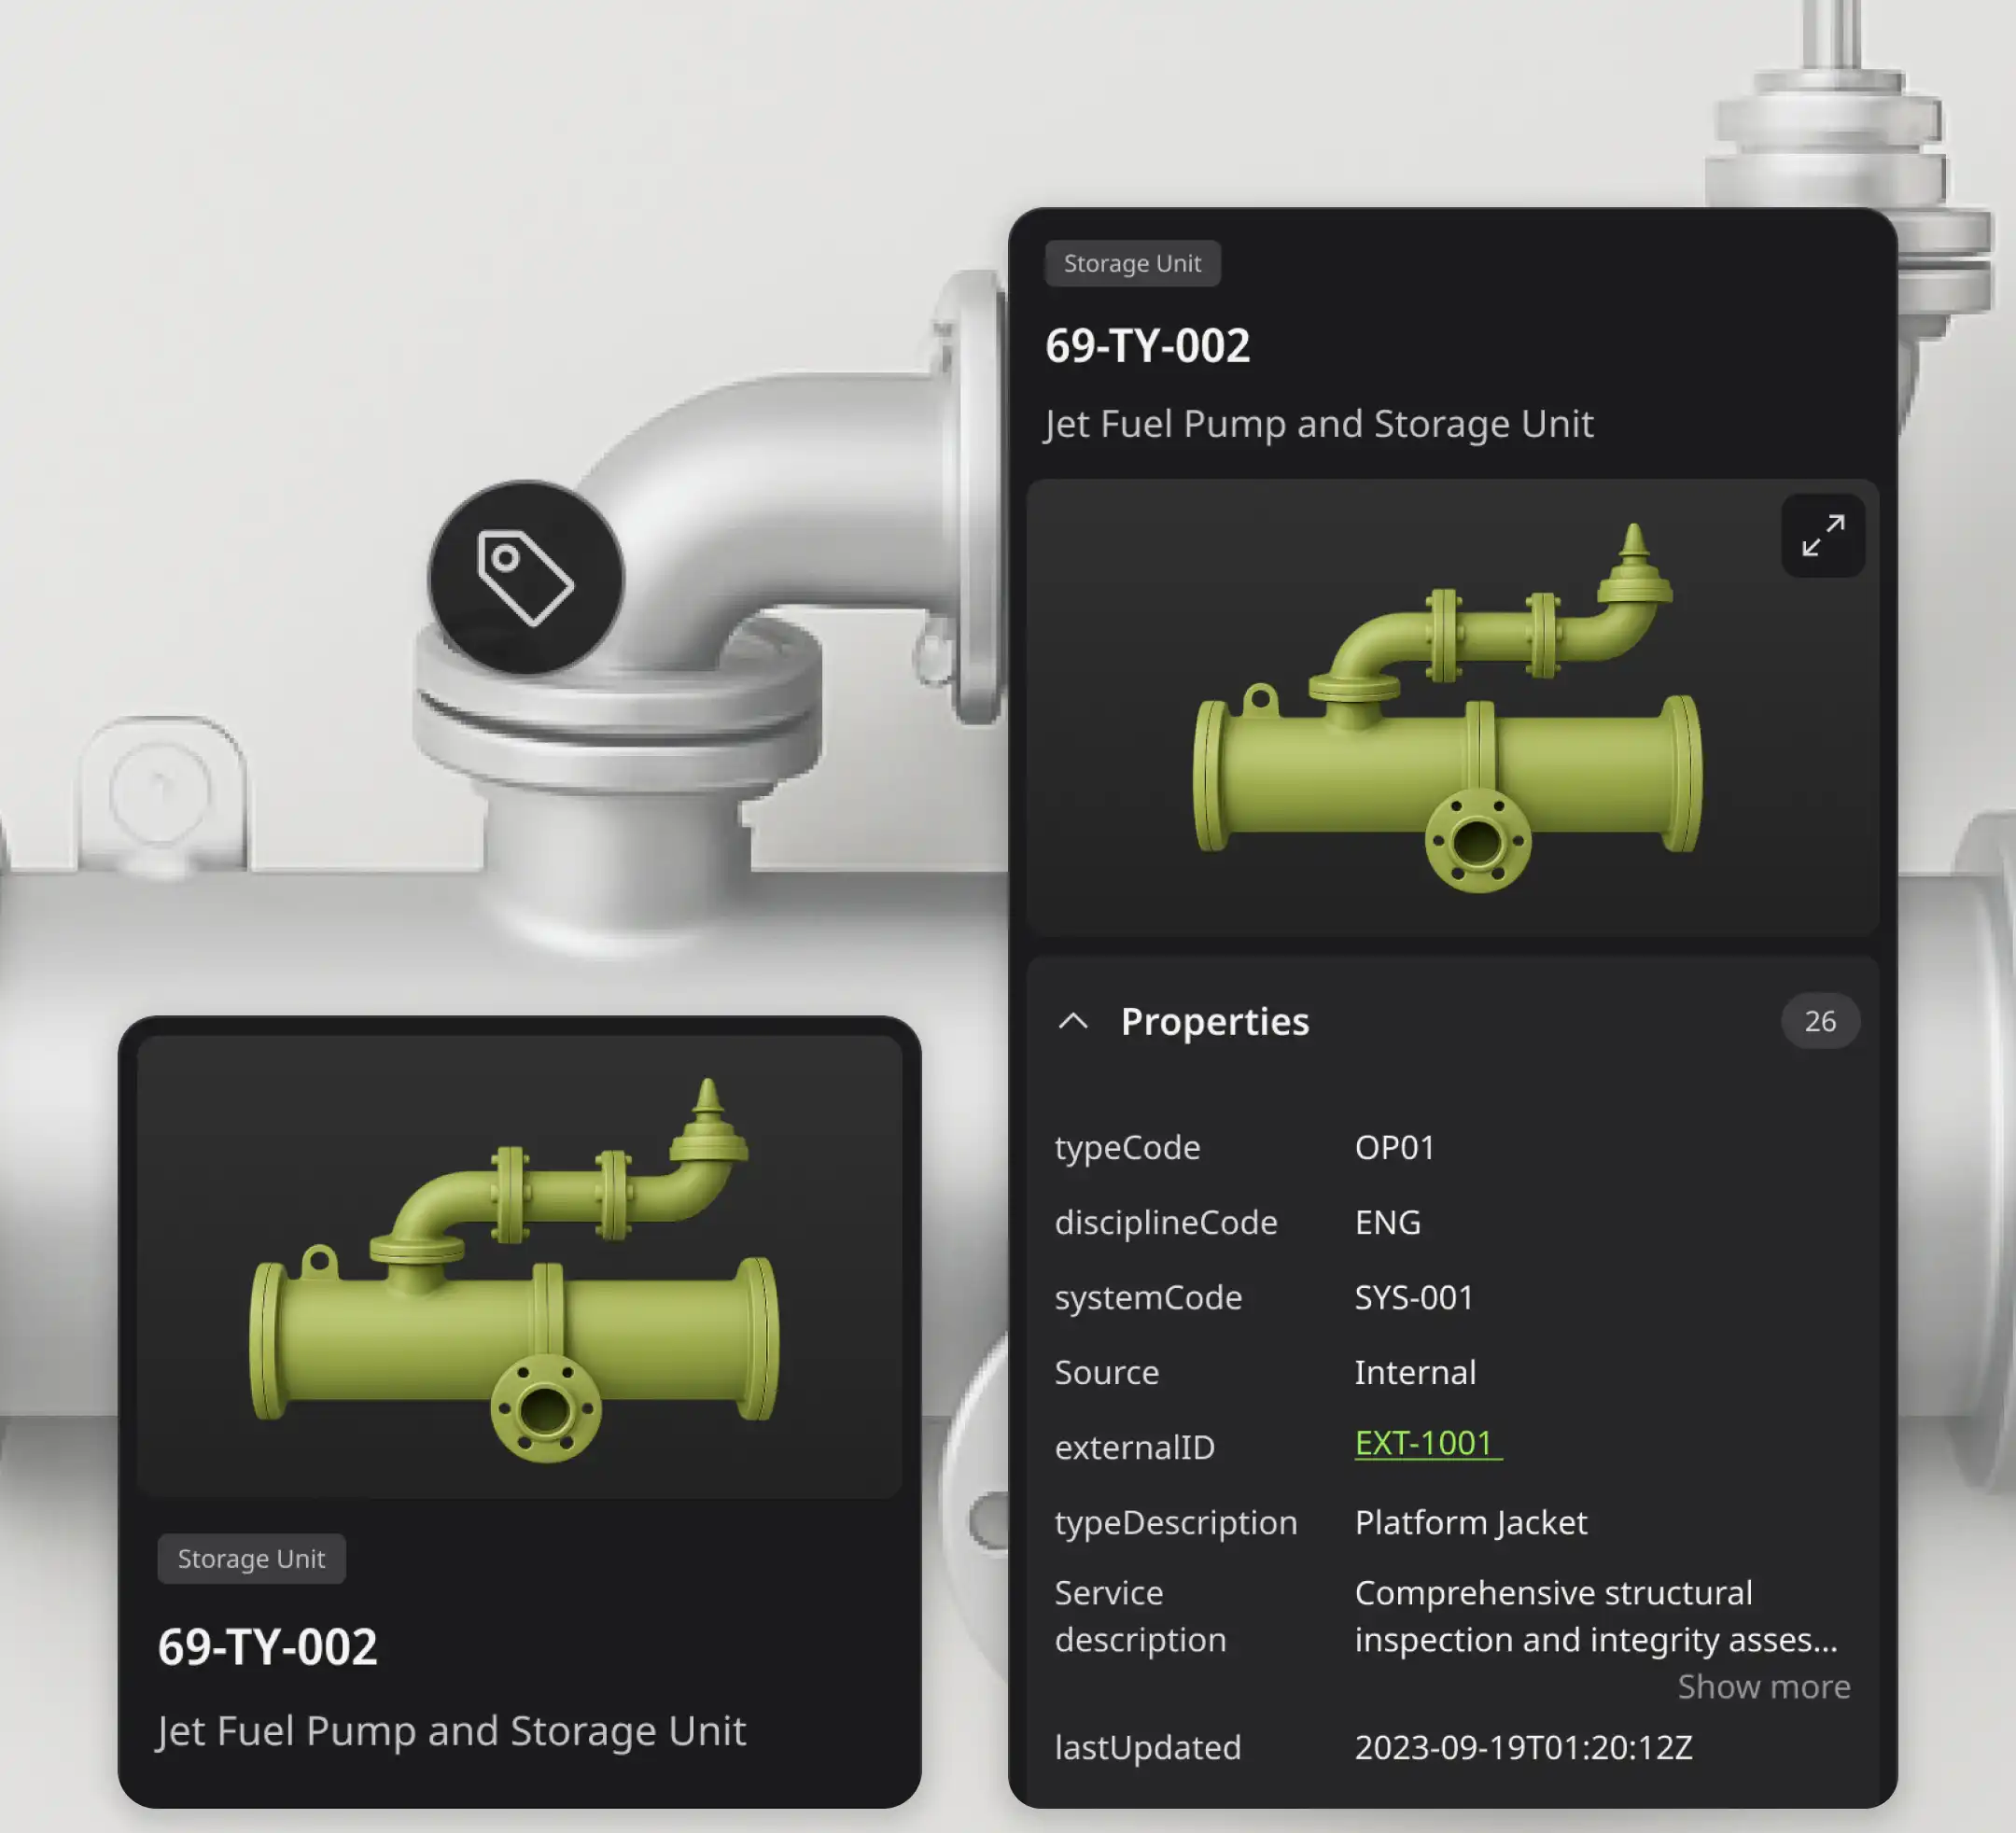 Storage Unit
69-TY-002
Jet Fuel Pump and Storage Unit
Properties 26
typeCode OP01
disciplineCode ENG
systemCode SYS-001
Source Internal
externalID EXT-1001
typeDescription Platform Jacket
Service description Comprehensive structural
inspection and integrity asses...
Show more
lastUpdated 2023-09-19T01:20:12Z
Storage Unit
69-TY-002
Jet Fuel Pump and Storage Unit